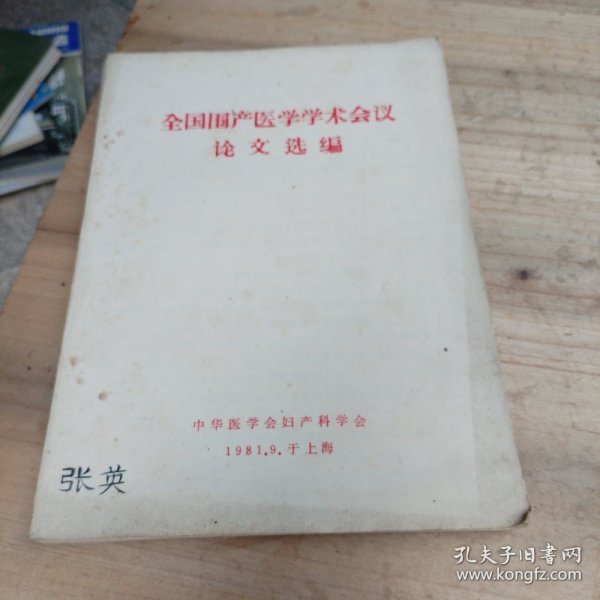 全国围产医学学术会议
论文选编
中华医学会妇产科学会
1981.9.于上海
张英
孔夫子旧书网
www.kongfz.com